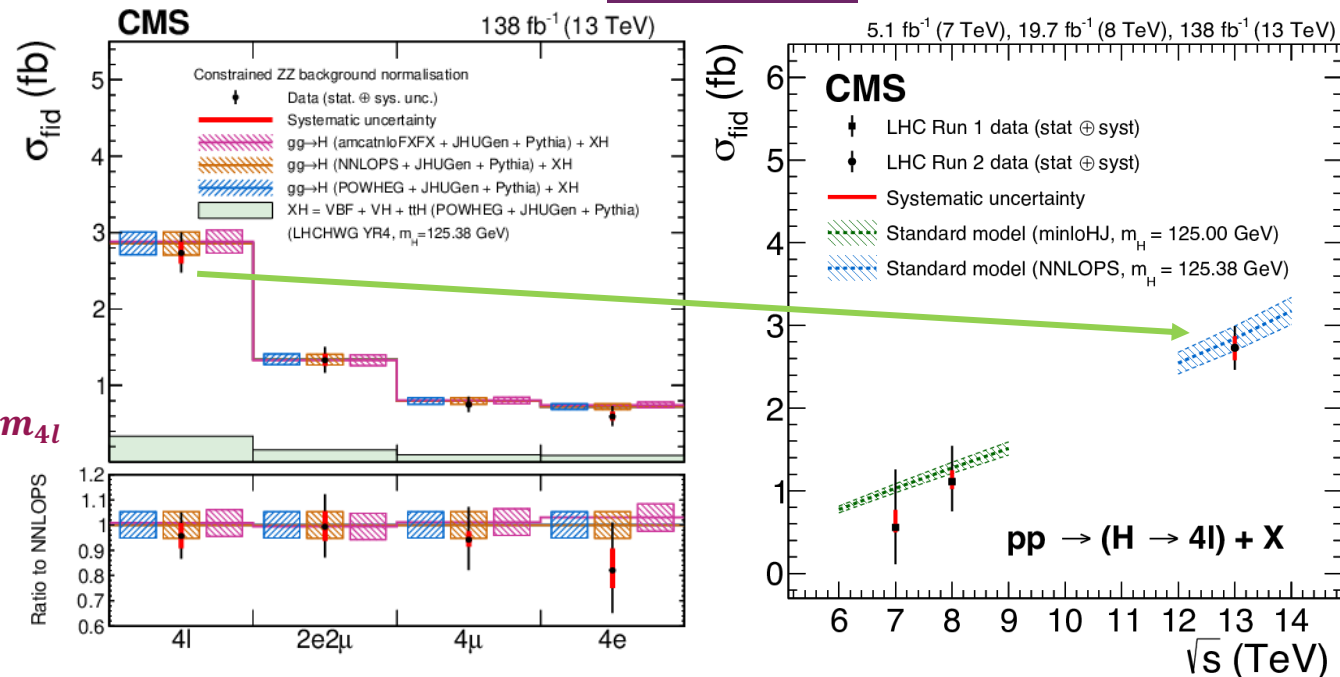 CMS
138 fb⁻¹ (13 TeV)
σfid (fb)
Constrained ZZ background normalisation
Data (stat. ⊕ sys. unc.)
Systematic uncertainty
gg→H (amcatnloFXFX + JHUGen + Pythia) + XH
gg→H (NNLOPS + JHUGen + Pythia) + XH
gg→H (POWHEG + JHUGen + Pythia) + XH
XH = VBF + VH + ttH (POWHEG + JHUGen + Pythia)
(LHCHWG YR4, mH=125.38 GeV)
5
4
3
2
1
m4l
Ratio to NNLOPS
1.2
1.1
1
0.9
0.8
0.7
0.6
4l
2e2μ
4μ
4e
5.1 fb⁻¹ (7 TeV), 19.7 fb⁻¹ (8 TeV), 138 fb⁻¹ (13 TeV)
σfid (fb)
CMS
LHC Run 1 data (stat ⊕ syst)
LHC Run 2 data (stat ⊕ syst)
Systematic uncertainty
Standard model (minloHJ, mH = 125.00 GeV)
Standard model (NNLOPS, mH = 125.38 GeV)
6
5
4
3
2
1
0
pp → (H → 4l) + X
6 7 8 9 10 11 12 13 14
√s (TeV)